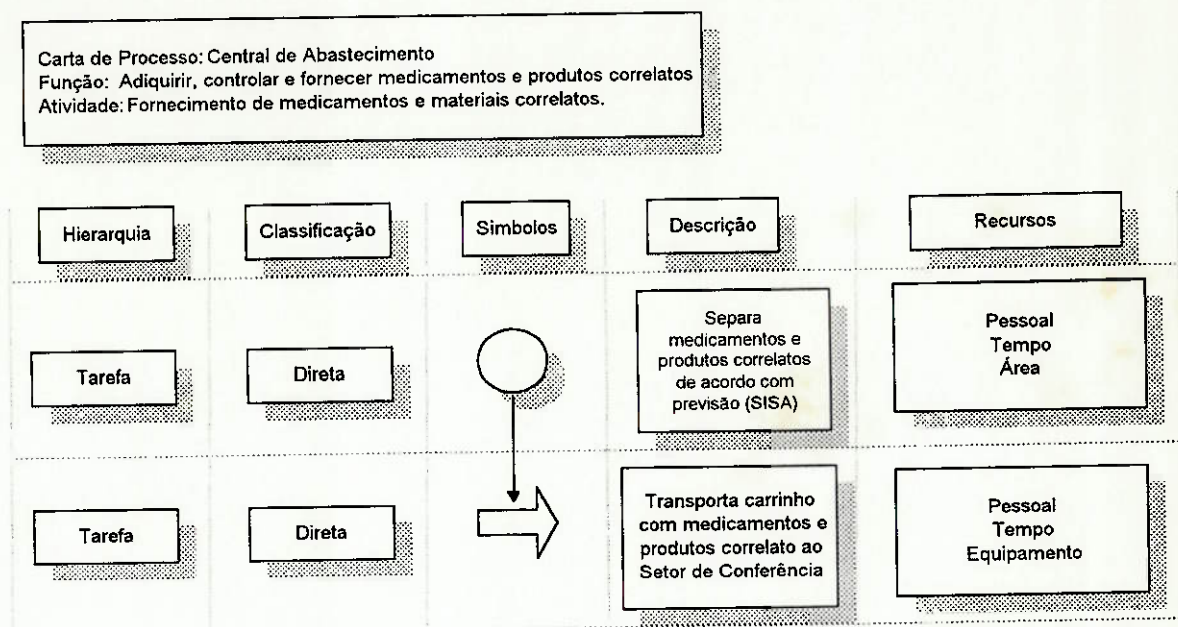 Carta de Processo: Central de Abastecimento
Função: Adiquirir, controlar e fornecer medicamentos e produtos correlatos
Atividade: Fornecimento de medicamentos e materiais correlatos.
Hierarquia
Classificação
Simbolos
Descrição
Recursos
Tarefa
Direta
Separa
medicamentos e
produtos correlatos
de acordo com
previsão (SISA)
Pessoal
Tempo
Área
Tarefa
Direta
Transporta carrinho
com medicamentos e
produtos correlato ao
Setor de Conferência
Pessoal
Tempo
Equipamento